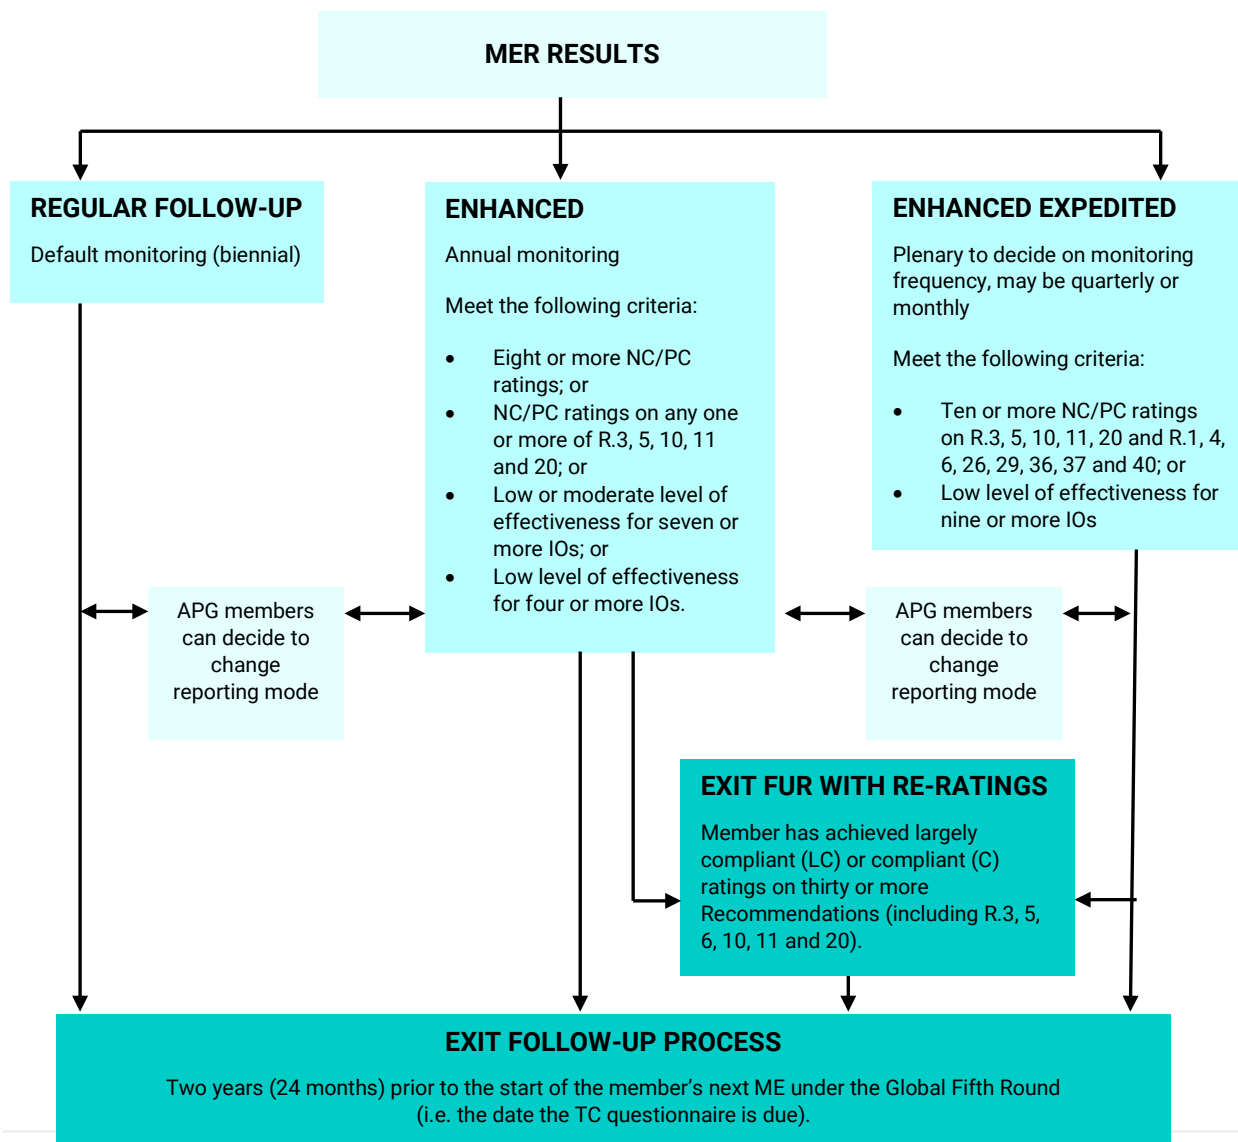 MER RESULTS
REGULAR FOLLOW-UP
Default monitoring (biennial)
ENHANCED
Annual monitoring
Meet the following criteria:
• Eight or more NC/PC
ratings; or
• NC/PC ratings on any one
or more of R.3, 5, 10, 11
and 20; or
• Low or moderate level of
effectiveness for seven or
more IOs; or
• Low level of effectiveness
for four or more IOs.
ENHANCED EXPEDITED
Plenary to decide on monitoring
frequency, may be quarterly or
monthly
Meet the following criteria:
• Ten or more NC/PC ratings
on R.3, 5, 10, 11, 20 and R.1, 4,
6, 26, 29, 36, 37 and 40; or
• Low level of effectiveness for
nine or more IOs
APG members
can decide to
change
reporting mode
APG members
can decide to
change
reporting mode
EXIT FUR WITH RE-RATINGS
Member has achieved largely
compliant (LC) or compliant (C)
ratings on thirty or more
Recommendations (including R.3, 5,
6, 10, 11 and 20).
EXIT FOLLOW-UP PROCESS
Two years (24 months) prior to the start of the member’s next ME under the Global Fifth Round
(i.e. the date the TC questionnaire is due).